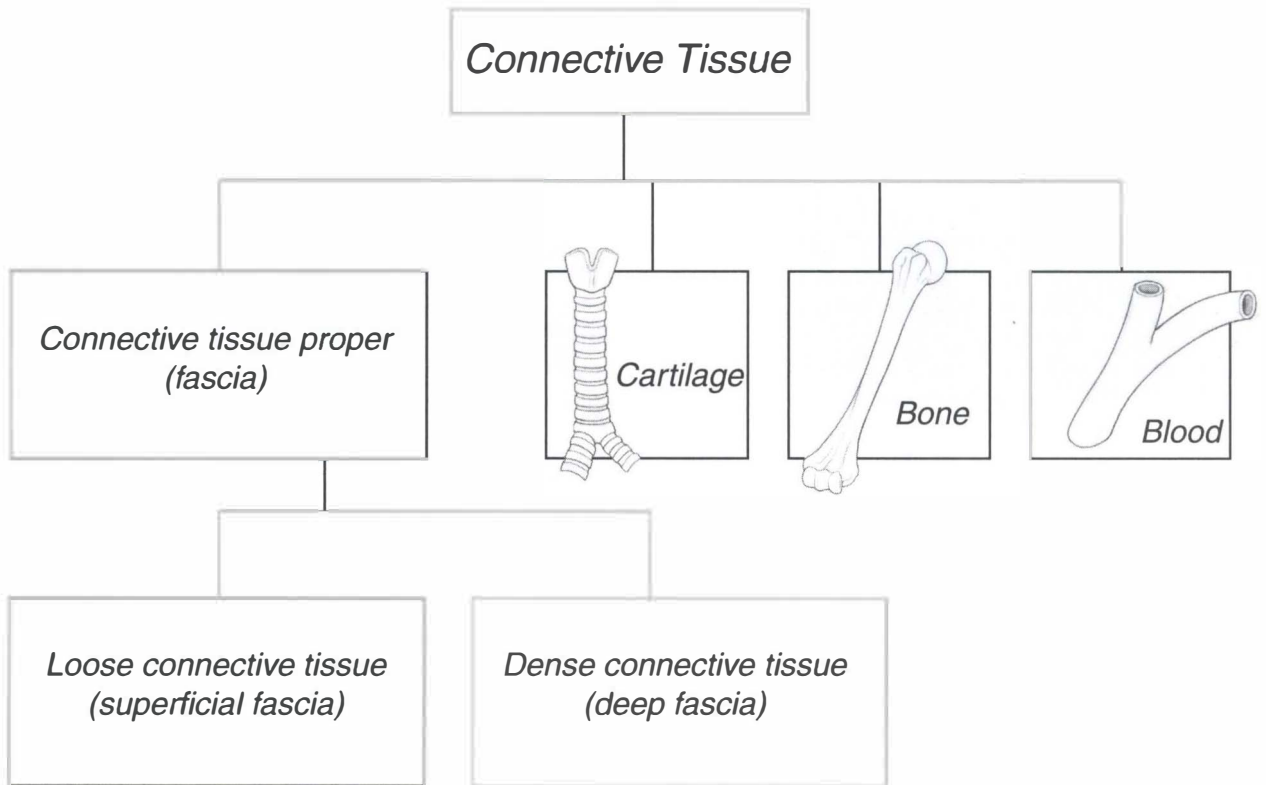 Connective Tissue
Connective tissue proper
(fascia)
Cartilage
Bone
Blood
Loose connective tissue
(superficial fascia)
Dense connective tissue
(deep fascia)